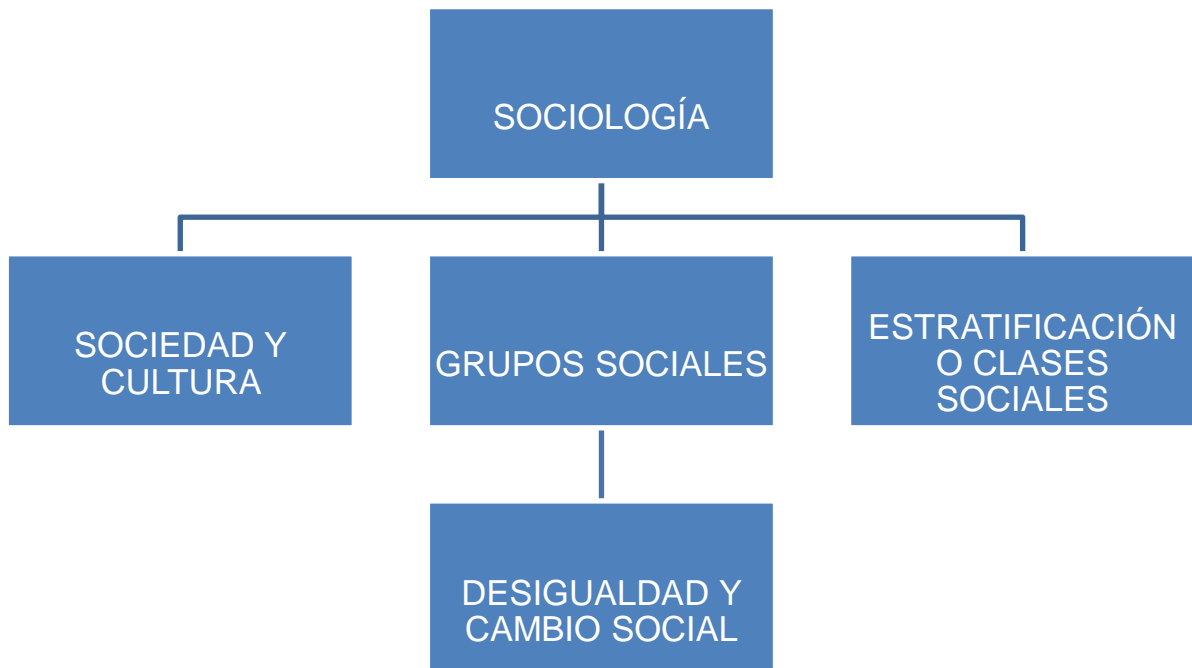 SOCIOLOGÍA
SOCIEDAD Y
CULTURA
GRUPOS SOCIALES
ESTRATIFICACIÓN
O CLASES
SOCIALES
DESIGUALDAD Y
CAMBIO SOCIAL